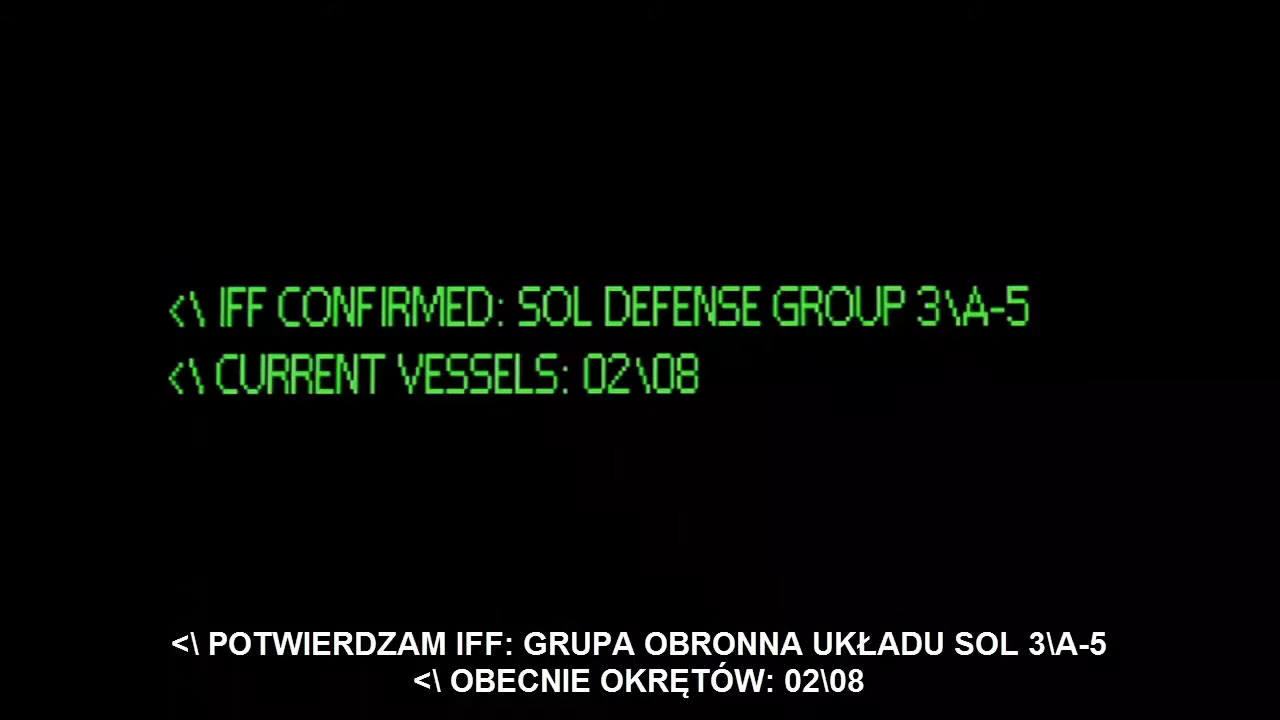 <\ IFF CONFIRMED: SOL DEFENSE GROUP 3\A-5
<\ CURRENT VESSELS: 02\08
<\ POTWIERDZAM IFF: GRUPA OBRONNA UKŁADU SOL 3\A-5
<\ OBECNIE OKRĘTÓW: 02\08